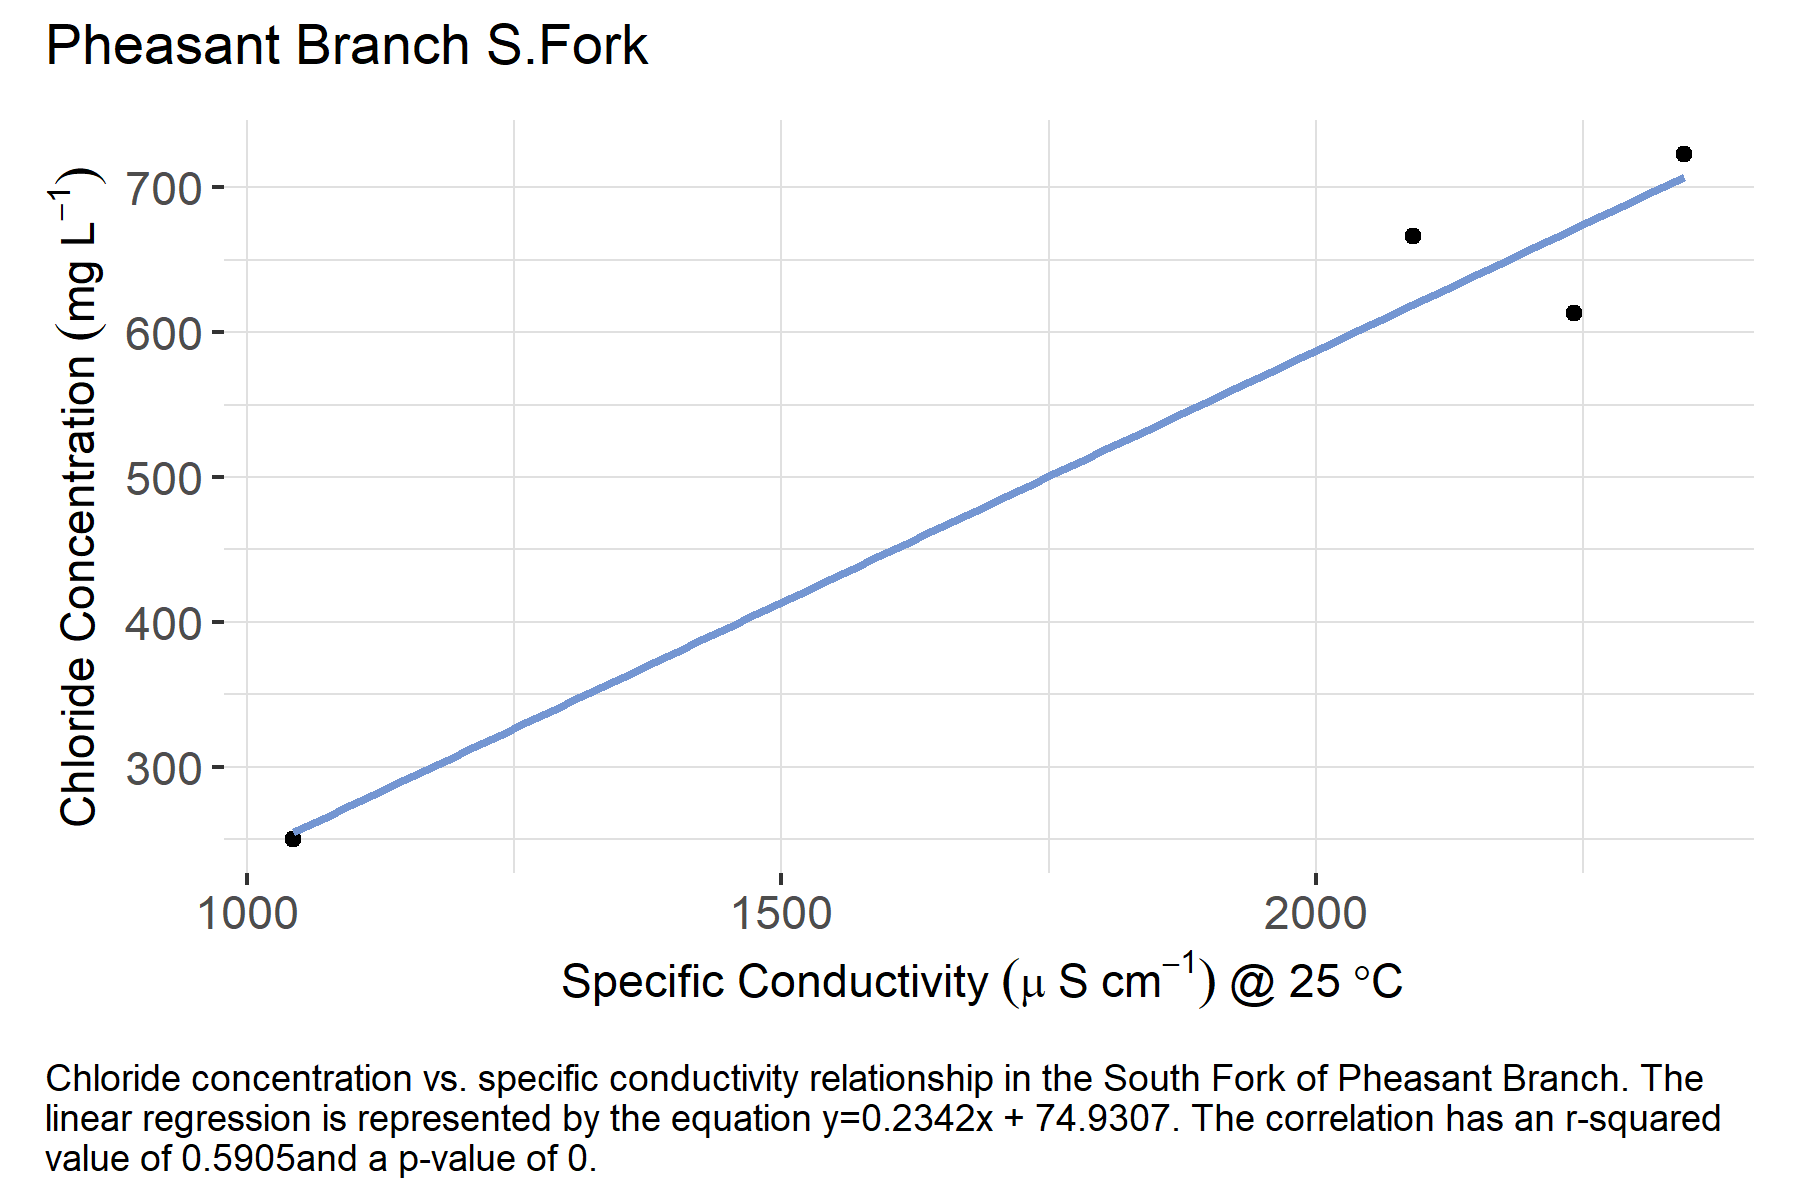 Pheasant Branch S.Fork
Chloride Concentration (mg L⁻¹)
700
600
500
400
300
1000 1500 2000
Specific Conductivity (μ S cm⁻¹) @ 25 °C
Chloride concentration vs. specific conductivity relationship in the South Fork of Pheasant Branch. The
linear regression is represented by the equation y=0.2342x + 74.9307. The correlation has an r-squared
value of 0.5905and a p-value of 0.